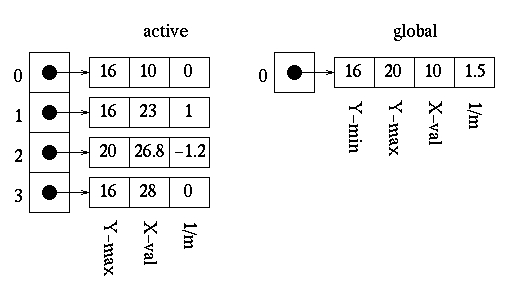 active
0 16 10 0
1 16 23 1
2 20 26.8 −1.2
3 16 28 0
Y−max X−val 1/m
global
0 16 20 10 1.5
Y−min Y−max X−val 1/m